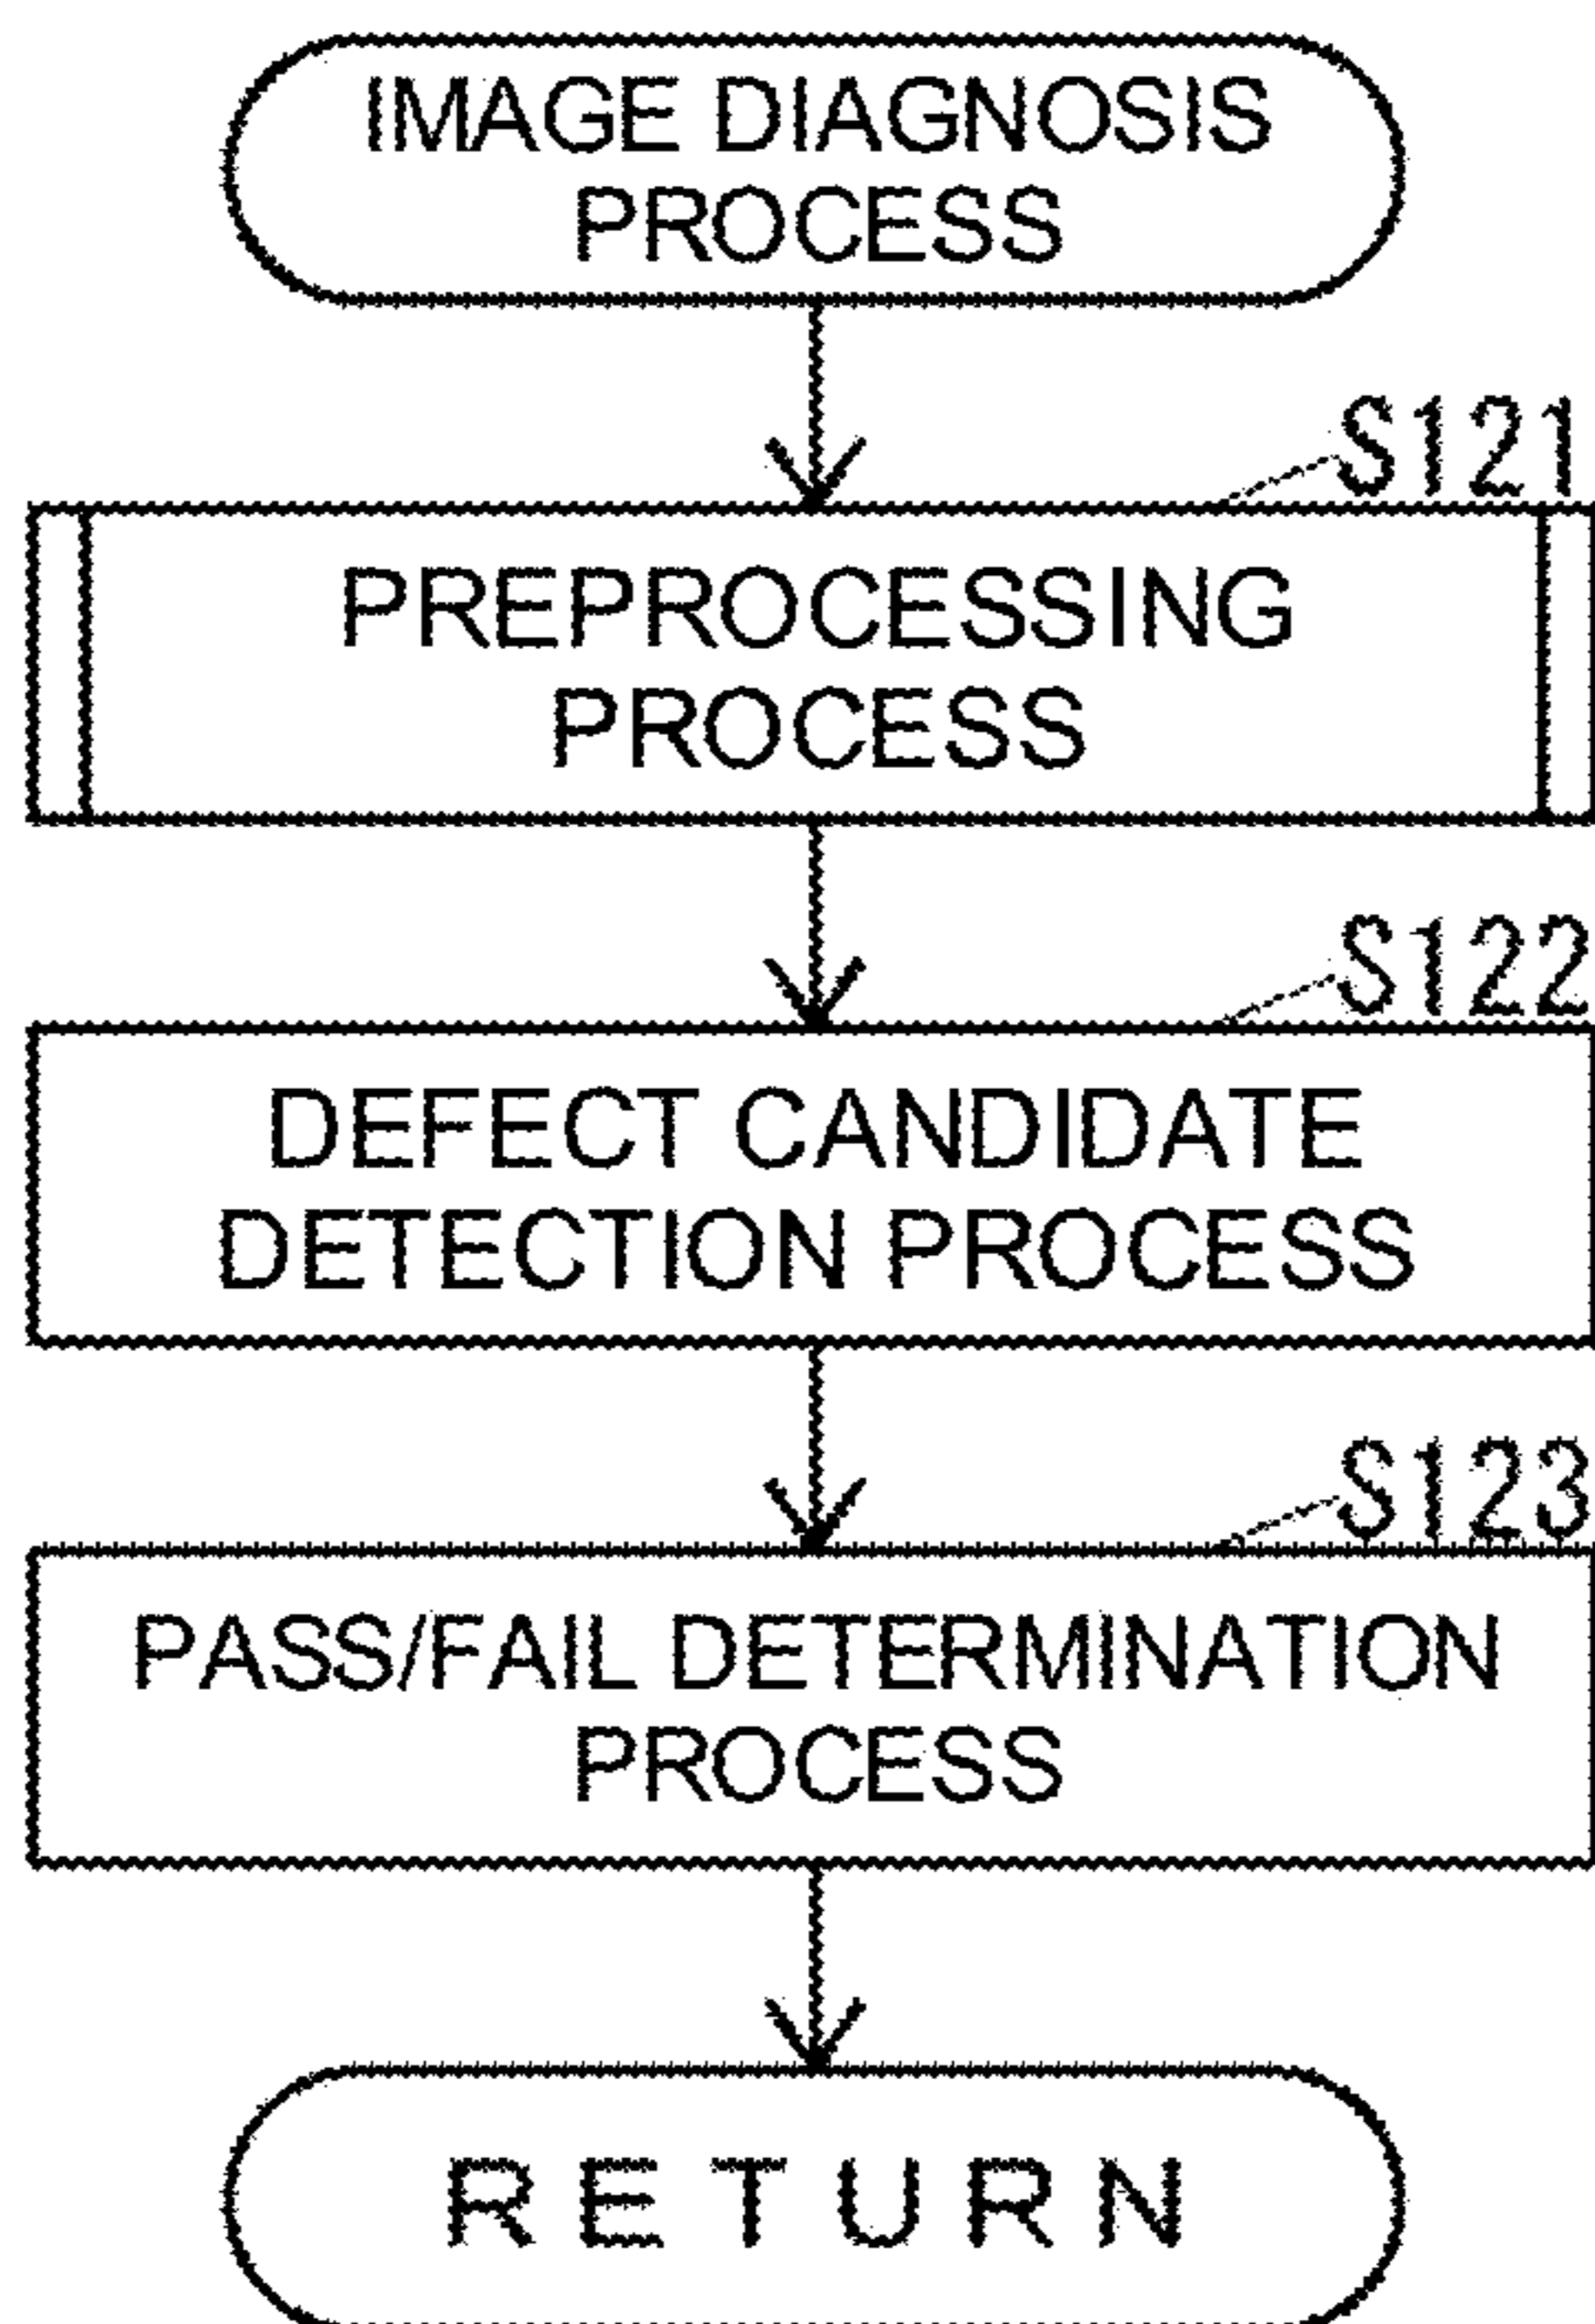 IMAGE DIAGNOSIS
PROCESS
S121
PREPROCESSING
PROCESS
S122
DEFECT CANDIDATE
DETECTION PROCESS
S123
PASS/FAIL DETERMINATION
PROCESS
RETURN